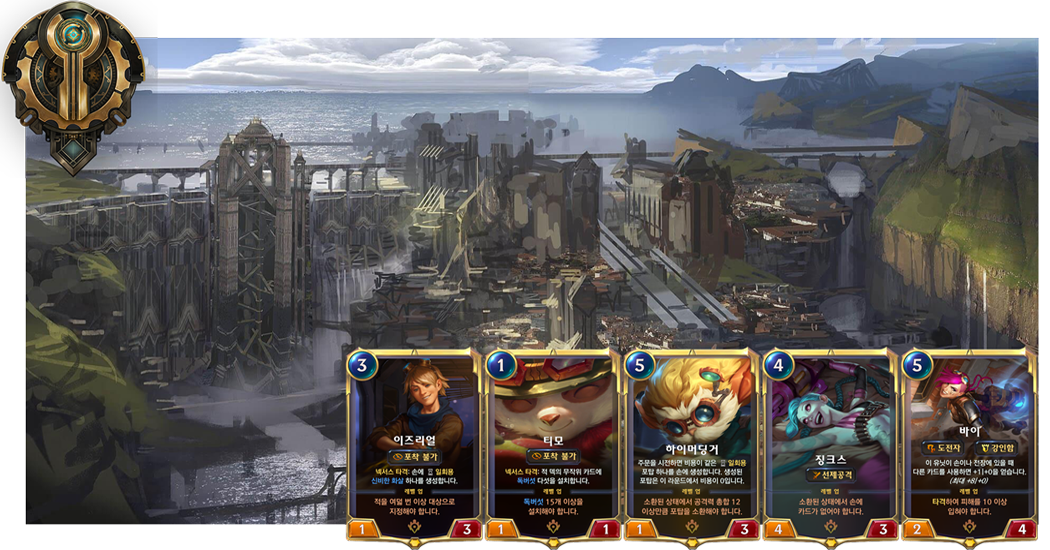 3
이즈리얼
포착 불가
넥서스 타격: 손에 일회용
신비한 화살 하나를 생성합니다.
레벨 업
적을 여덟 번 이상 대상으로
지정해야 합니다.
1
3
1
티모
포착 불가
넥서스 타격: 적 덱의 무작위 카드에
독버섯 다섯을 설치합니다.
레벨 업
독버섯 15개 이상을
설치해야 합니다.
1
1
5
하이머딩거
주문을 시전하면 비용이 같은 일회용
포탑 하나를 손에 생성합니다. 생성된
포탑은 이 라운드에서 비용이 0입니다.
레벨 업
소환된 상태에서 공격력 총합 12
이상만큼 포탑을 소환해야 합니다.
1
3
4
징크스
선제공격
레벨 업
소환된 상태에서 손에
카드가 없어야 합니다.
4
3
5
바이
도전자
강인함
이 유닛이 손이나 전장에 있을 때
다른 카드를 사용하면 +1|+0을 얻습니다.
(최대 +8|+0)
레벨 업
타격하여 피해를 10 이상
입혀야 합니다.
2
4